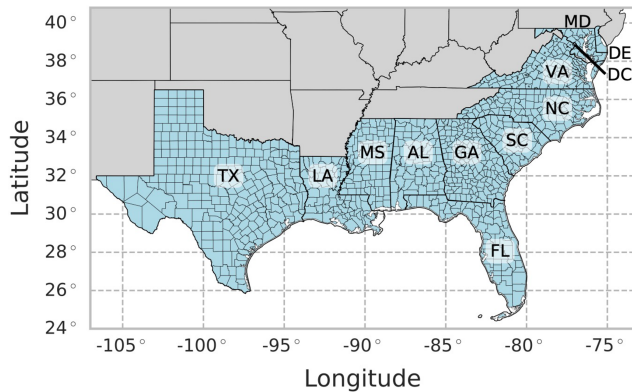 40°
38°
36°
34°
32°
30°
28°
26°
24°
Latitude
MD
DE
DC
VA
NC
SC
TX
LA
MS
AL
GA
FL
-105°
-100°
-95°
-90°
-85°
-80°
-75°
Longitude